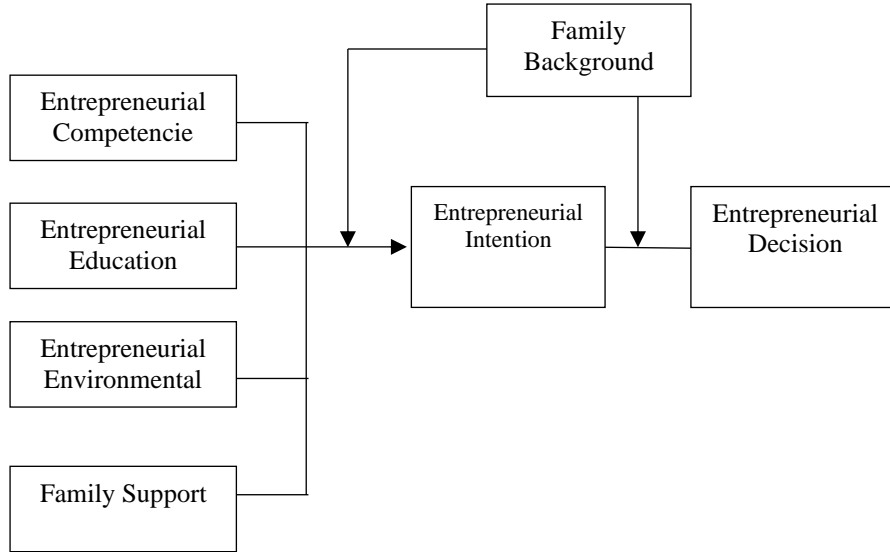 Family
Background
Entrepreneurial
Competencie
Entrepreneurial
Education
Entrepreneurial
Intention
Entrepreneurial
Decision
Entrepreneurial
Environmental
Family Support